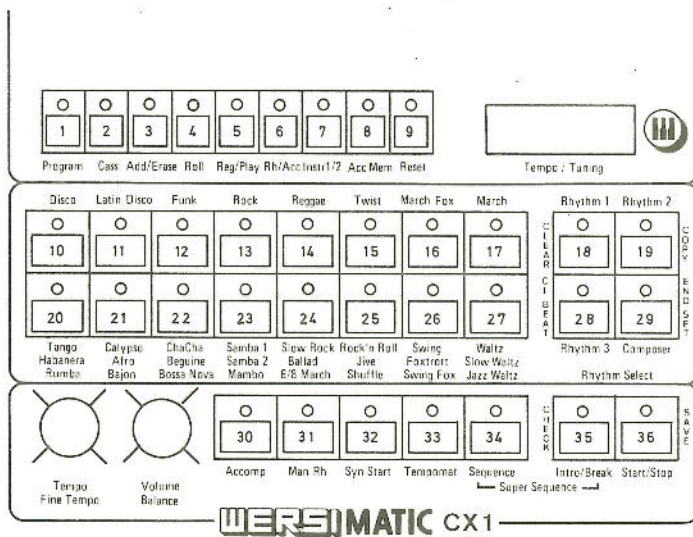 1 2 3 4 5 6 7 8 9
Program Cass Add/Erase Roll Reg/Play Rh/Acc Instr1/2 Acc Mem Reset
Tempo / Tuning
Disco Latin Disco Funk Rock Reggae Twist March Fox March Rhythm 1 Rhythm 2
10 11 12 13 14 15 16 17 CLEAR 18 19 COPY
20 21 22 23 24 25 26 27 CL BEAT 28 29 END SET
Tango Calypso ChaCha Samba 1 Slow Rock Rock'n Roll Swing Waltz Rhythm 3 Composer
Habanera Afro Beguine Samba 2 Ballad Jive Foxtrott Slow Waltz
Rumba Bajon Bossa Nova Mambo 6/8 March Shuffle Swing Fox Jazz Waltz Rhythm Select
30 31 32 33 34 CHECK 35 36 SAVE
Accomp Man Rh Syn Start Tempomat Sequence Intro/Break Start/Stop
Tempo Volume Super Sequence
Fine Tempo Balance
WERSIMATIC CX1